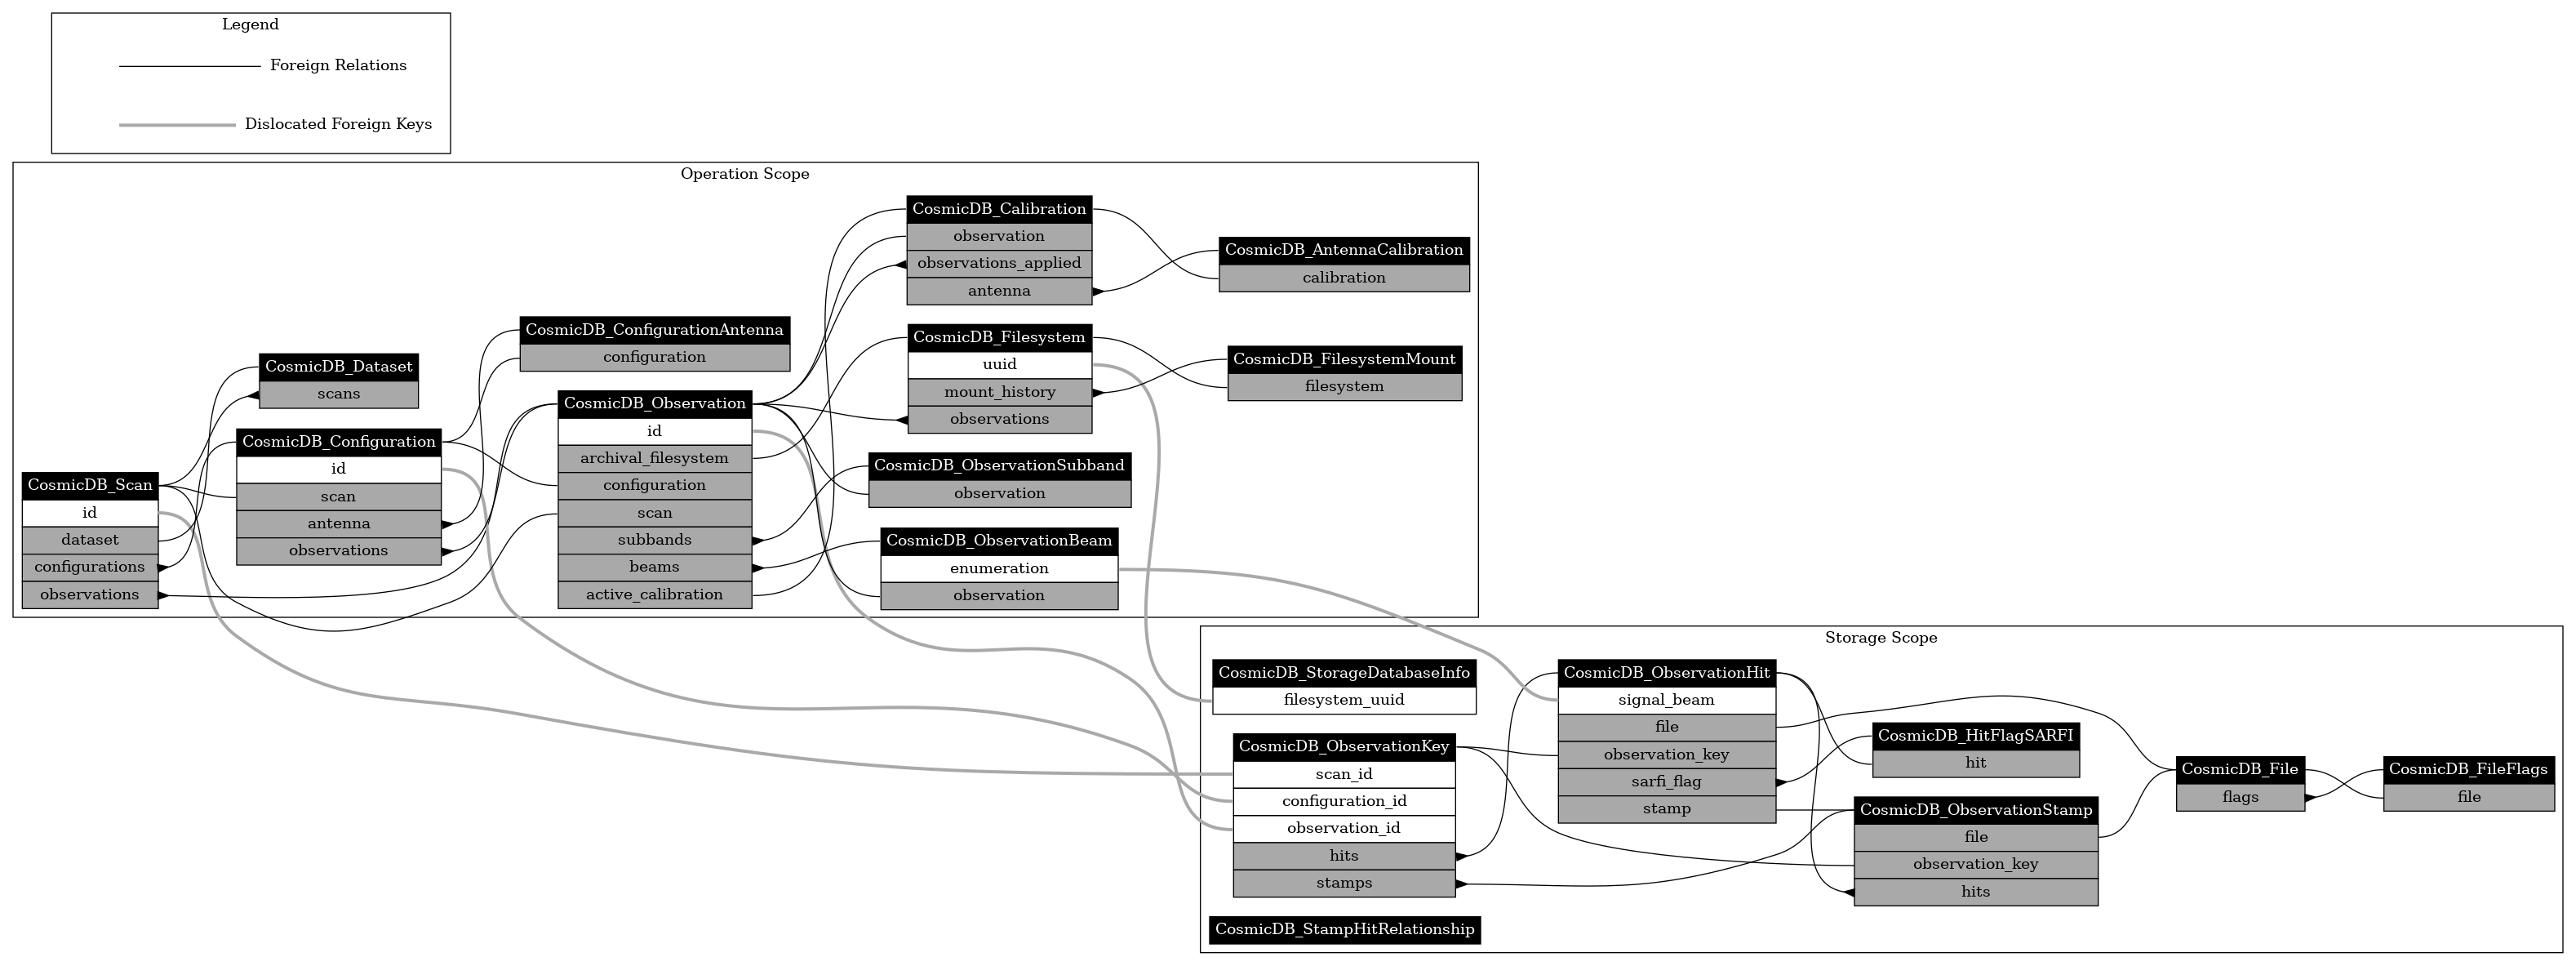 Legend
Foreign Relations
Dislocated Foreign Keys
Operation Scope
CosmicDB_Scan
id
dataset
configurations
observations
CosmicDB_Dataset
scans
CosmicDB_Configuration
id
scan
antenna
observations
CosmicDB_ConfigurationAntenna
configuration
CosmicDB_Observation
id
archival_filesystem
configuration
scan
subbands
beams
active_calibration
CosmicDB_Calibration
observation
observations_applied
antenna
CosmicDB_Filesystem
uuid
mount_history
observations
CosmicDB_ObservationSubband
observation
CosmicDB_ObservationBeam
enumeration
observation
CosmicDB_AntennaCalibration
calibration
CosmicDB_FilesystemMount
filesystem
Storage Scope
CosmicDB_StorageDatabaseInfo
filesystem_uuid
CosmicDB_ObservationKey
scan_id
configuration_id
observation_id
hits
stamps
CosmicDB_StampHitRelationship
CosmicDB_ObservationHit
signal_beam
file
observation_key
sarfi_flag
stamp
CosmicDB_HitFlagSARFI
hit
CosmicDB_ObservationStamp
file
observation_key
hits
CosmicDB_File
flags
CosmicDB_FileFlags
file